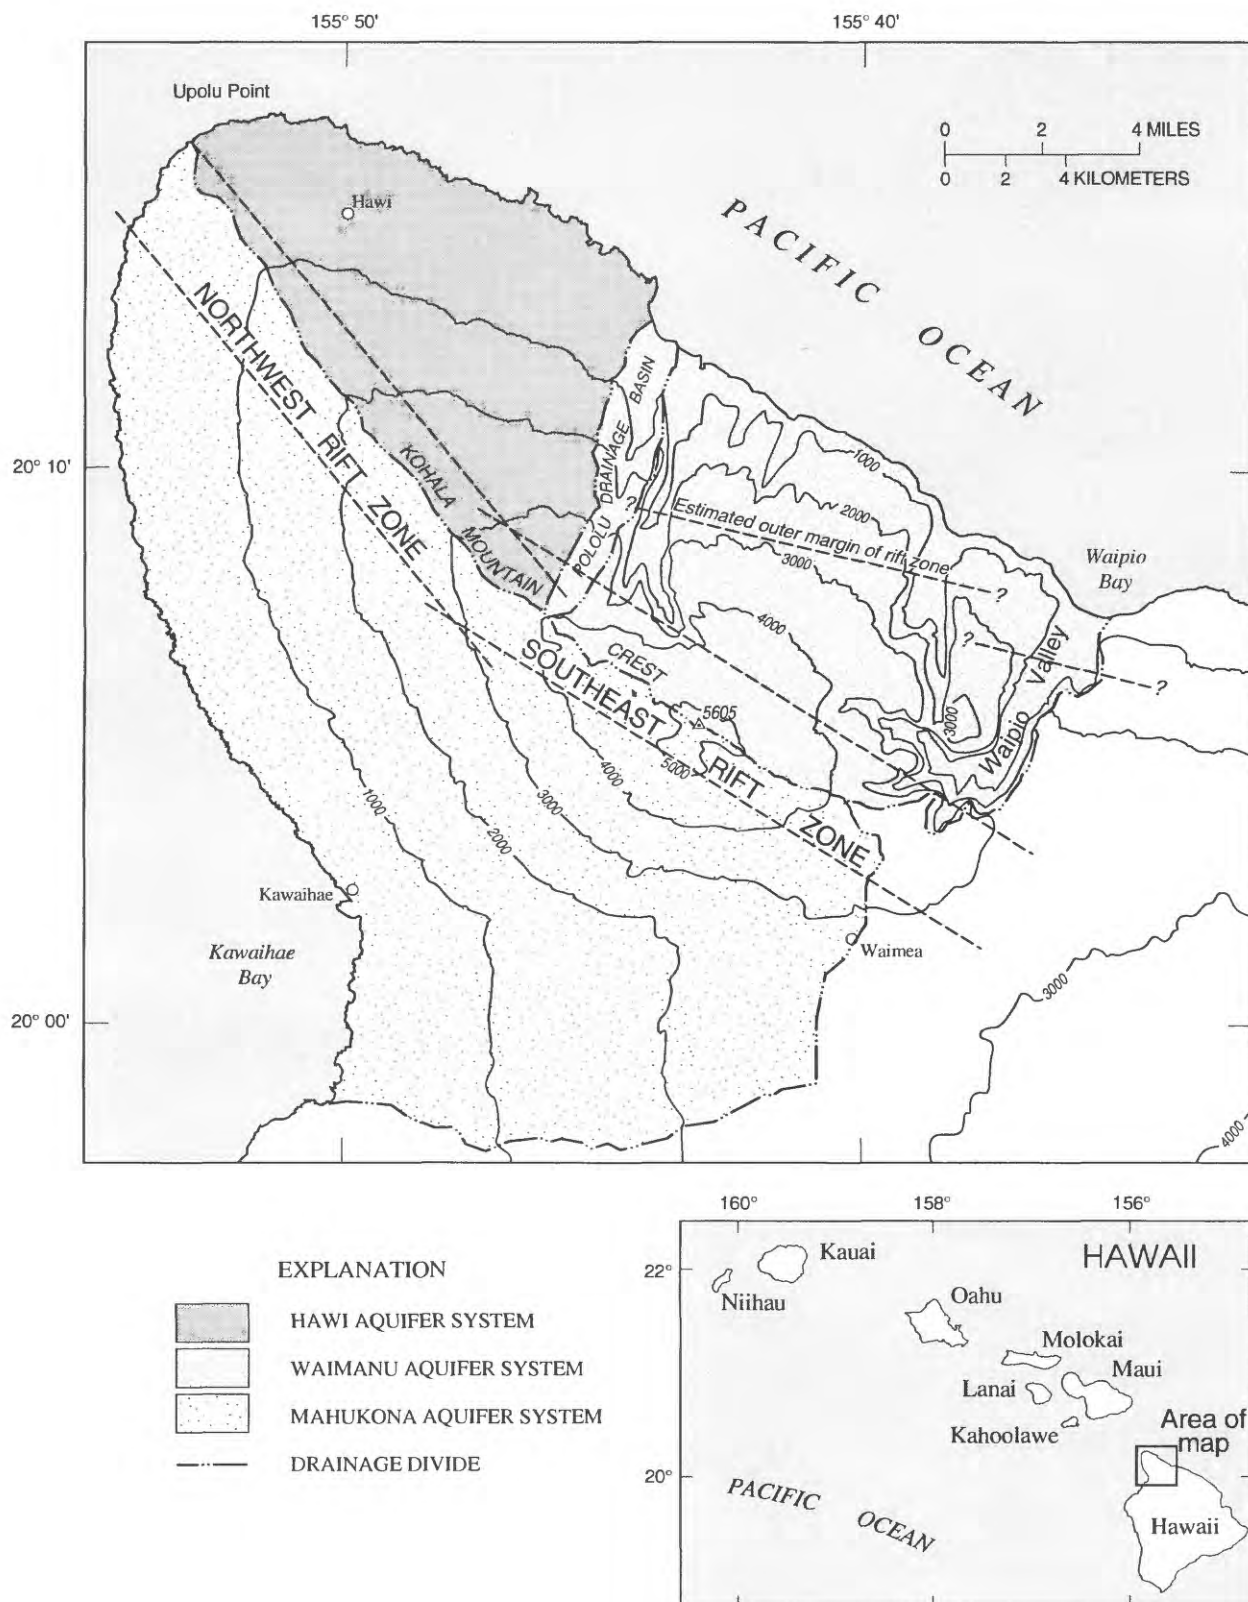 155° 50'
155° 40'
Upolu Point
0 2 4 MILES
0 2 4 KILOMETERS
Hawi
PACIFIC
OCEAN
NORTHWEST RIFT ZONE
POLOLU DRAINAGE BASIN
20° 10'
KOHALA
MOUNTAIN
CREST
1000
2000
?
Estimated outer margin of rift zone
?
3000
4000
Waipio
Bay
?
?
Waipio Valley
3000
SOUTHEAST RIFT ZONE
5605
5000
4000
3000
2000
1000
Kawaihae
Waimea
Kawaihae
Bay
3000
20° 00'
4000
EXPLANATION
HAWI AQUIFER SYSTEM
WAIMANU AQUIFER SYSTEM
MAHUKONA AQUIFER SYSTEM
DRAINAGE DIVIDE
160°
158°
156°
HAWAII
22°
Kauai
Niihau
Oahu
Molokai
Maui
Lanai
Kahoolawe
Area of
map
20°
PACIFIC
OCEAN
Hawaii